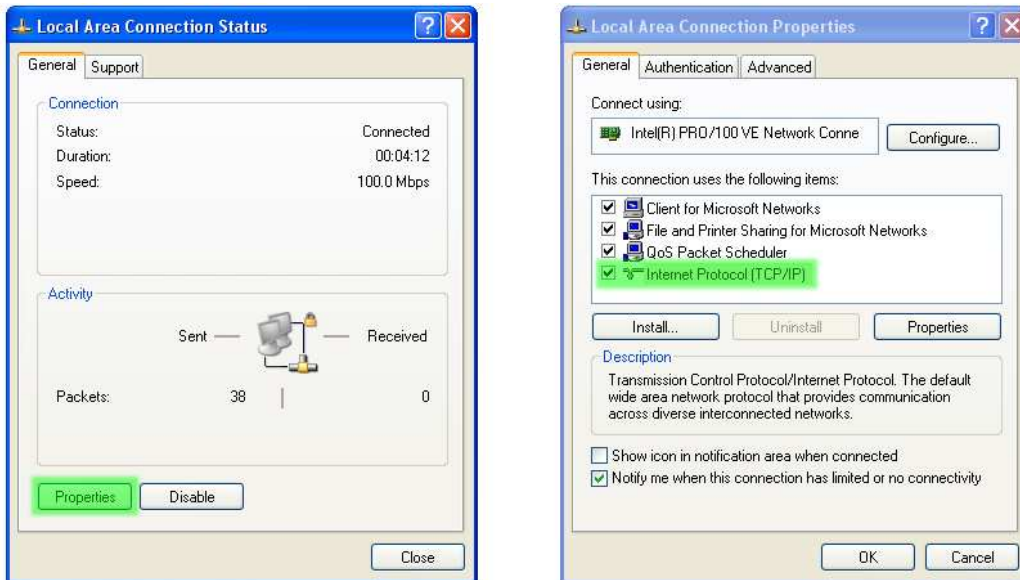 Local Area Connection Status
General
Support
Connection
Status: Connected
Duration: 00:04:12
Speed: 100.0 Mbps
Activity
Sent
Received
Packets: 38 0
Properties
Disable
Close
Local Area Connection Properties
General
Authentication
Advanced
Connect using:
Intel(R) PRO/100 VE Network Conne
Configure...
This connection uses the following items:
Client for Microsoft Networks
File and Printer Sharing for Microsoft Networks
QoS Packet Scheduler
Internet Protocol (TCP/IP)
Install...
Uninstall
Properties
Description
Transmission Control Protocol/Internet Protocol. The default
wide area network protocol that provides communication
across diverse interconnected networks.
Show icon in notification area when connected
Notify me when this connection has limited or no connectivity
OK
Cancel